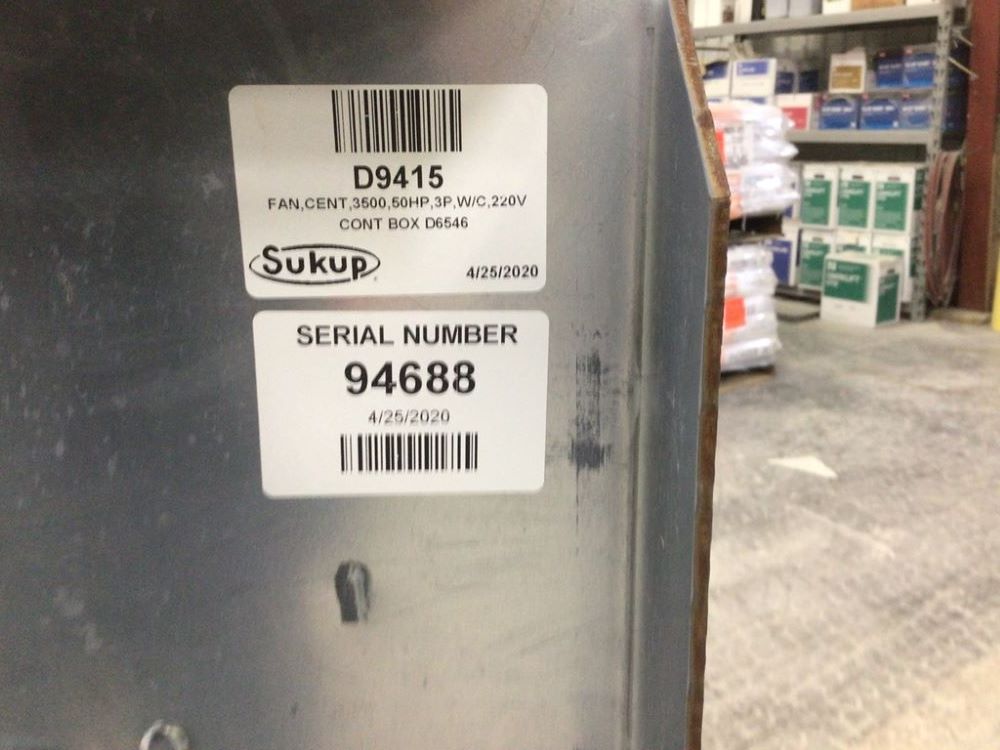 D9415
FAN,CENT,3500,50HP,3P,W/C,220V
CONT BOX D6546
Sukup
4/25/2020
SERIAL NUMBER
94688
4/25/2020